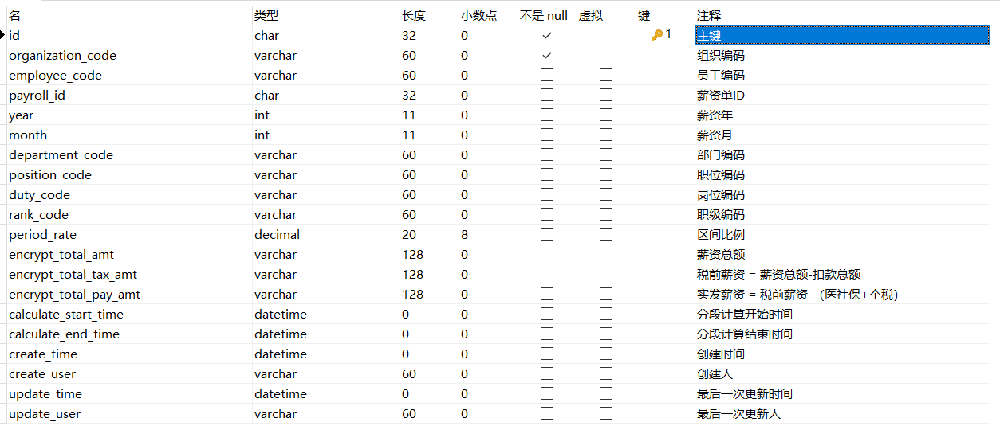 名 类型 长度 小数点 不是 null 虚拟 键 注释
id char 32 0 1 主键
organization_code varchar 60 0 组织编码
employee_code varchar 60 0 员工编码
payroll_id char 32 0 薪资单ID
year int 11 0 薪资年
month int 11 0 薪资月
department_code varchar 60 0 部门编码
position_code varchar 60 0 职位编码
duty_code varchar 60 0 岗位编码
rank_code varchar 60 0 职级编码
period_rate decimal 20 8 区间比例
encrypt_total_amt varchar 128 0 薪资总额
encrypt_total_tax_amt varchar 128 0 税前薪资 = 薪资总额-扣款总额
encrypt_total_pay_amt varchar 128 0 实发薪资 = 税前薪资-（医社保+个税）
calculate_start_time datetime 0 0 分段计算开始时间
calculate_end_time datetime 0 0 分段计算结束时间
create_time datetime 0 0 创建时间
create_user varchar 60 0 创建人
update_time datetime 0 0 最后一次更新时间
update_user varchar 60 0 最后一次更新人